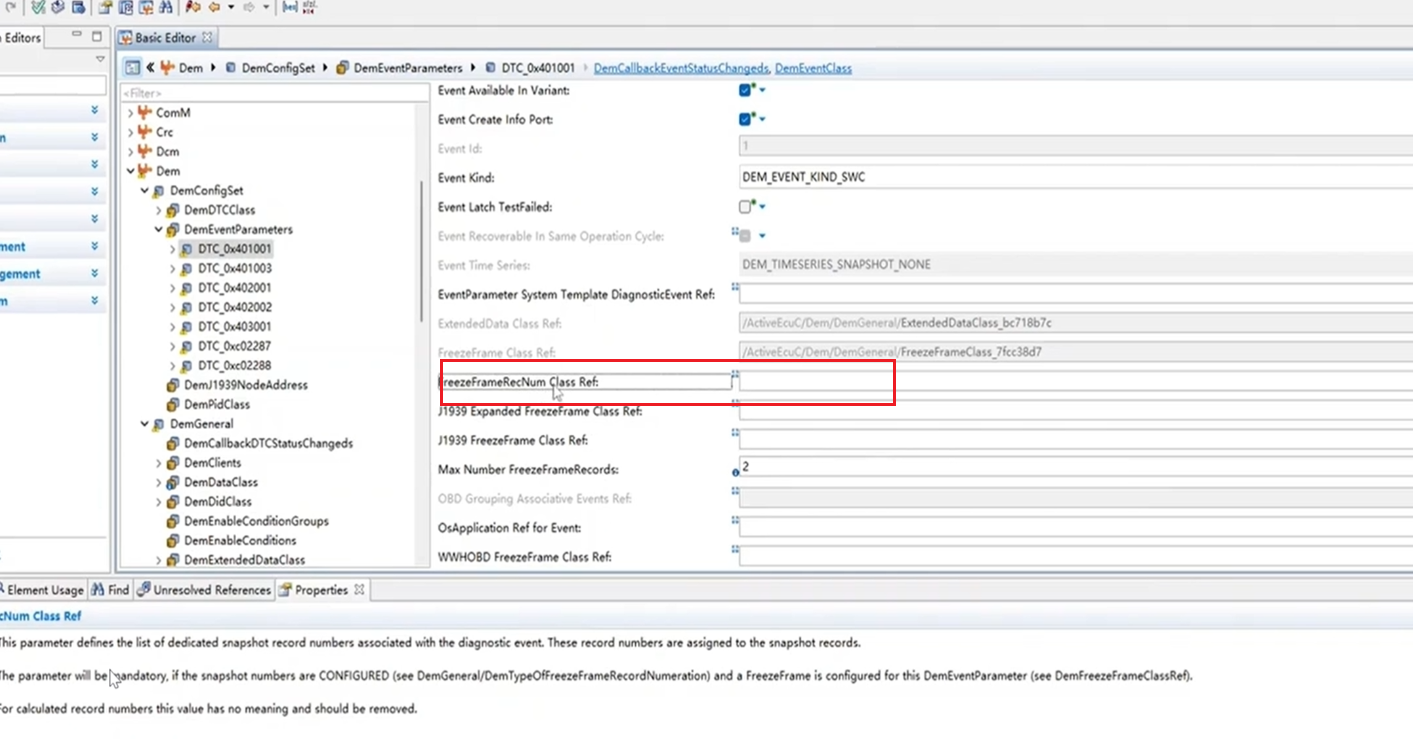 Editors
Basic Editor
Dem DemConfigSet DemEventParameters DTC_0x401001 DemCallbackEventStatusChangeds, DemEventClass
<Filter>
ComM
Crc
Dcm
Dem
DemConfigSet
DemDTCClass
DemEventParameters
DTC_0x401001
DTC_0x401003
DTC_0x402001
DTC_0x402002
DTC_0x403001
DTC_0xc02287
DTC_0xc02288
DemJ1939NodeAddress
DemPidClass
DemGeneral
DemCallbackDTCStatusChangeds
DemClients
DemDataClass
DemDidClass
DemEnableConditionGroups
DemEnableConditions
DemExtendedDataClass
n
ment
gement
m
Event Available In Variant:
Event Create Info Port:
Event Id: 1
Event Kind: DEM_EVENT_KIND_SWC
Event Latch TestFailed:
Event Recoverable In Same Operation Cycle:
Event Time Series: DEM_TIMESERIES_SNAPSHOT_NONE
EventParameter System Template DiagnosticEvent Ref:
ExtendedData Class Ref: /ActiveEcuC/Dem/DemGeneral/ExtendedDataClass_bc718b7c
FreezeFrame Class Ref: /ActiveEcuC/Dem/DemGeneral/FreezeFrameClass_7fcc38d7
FreezeFrameRecNum Class Ref:
J1939 Expanded FreezeFrame Class Ref:
J1939 FreezeFrame Class Ref:
Max Number FreezeFrameRecords: 2
OBD Grouping Associative Events Ref:
OsApplication Ref for Event:
WWHOBD FreezeFrame Class Ref:
Element Usage Find Unresolved References Properties
cNum Class Ref
This parameter defines the list of dedicated snapshot record numbers associated with the diagnostic event. These record numbers are assigned to the snapshot records.
The parameter will be mandatory, if the snapshot numbers are CONFIGURED (see DemGeneral/DemTypeOfFreezeFrameRecordNumeration) and a FreezeFrame is configured for this DemEventParameter (see DemFreezeFrameClassRef).
For calculated record numbers this value has no meaning and should be removed.